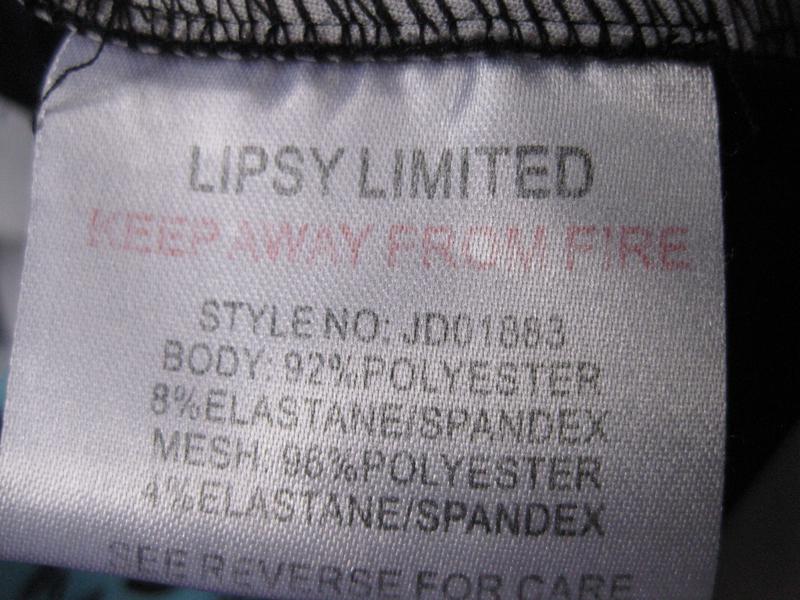 LIPSY LIMITED
KEEP AWAY FROM FIRE
STYLE NO: JD01883
BODY: 92%POLYESTER
8%ELASTANE/SPANDEX
MESH: 96%POLYESTER
4%ELASTANE/SPANDEX
SEE REVERSE FOR CARE